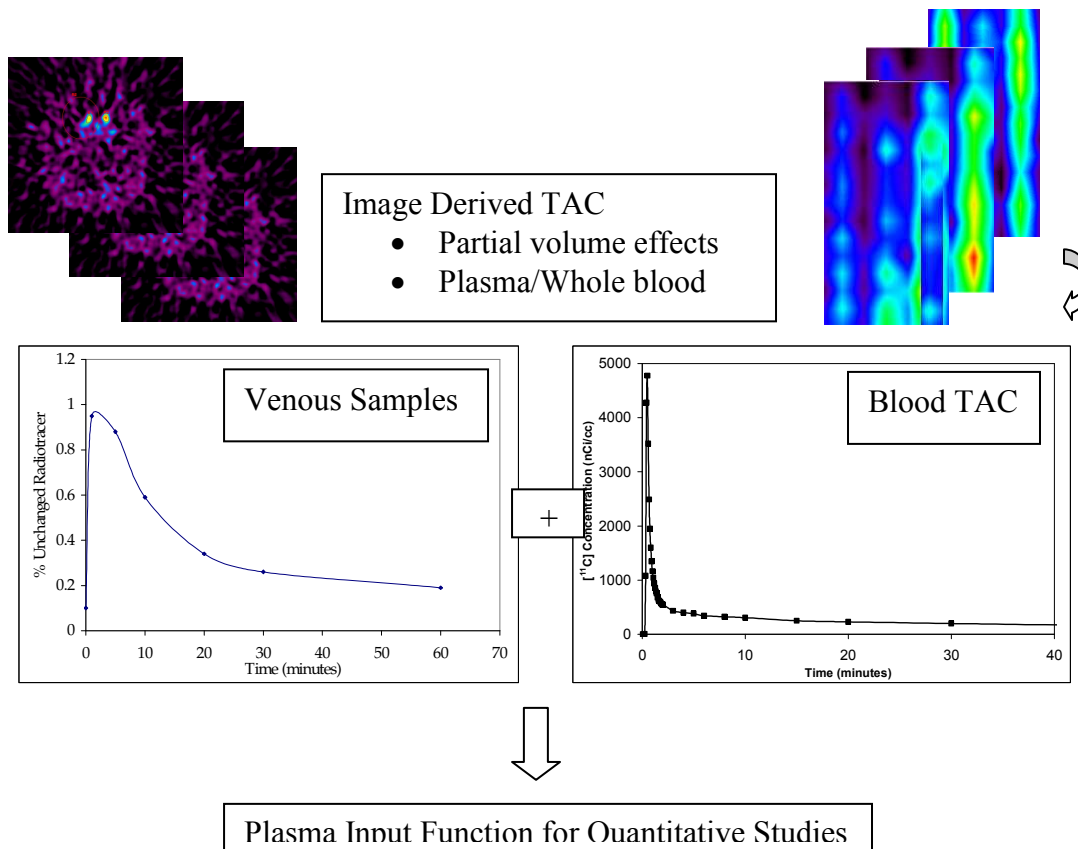 Image Derived TAC
• Partial volume effects
• Plasma/Whole blood
Venous Samples
% Unchanged Radiotracer
1.2
1
0.8
0.6
0.4
0.2
0
0 10 20 30 40 50 60 70
Time (minutes)
+
Blood TAC
[¹¹C] Concentration (nCi/cc)
5000
4000
3000
2000
1000
0
0 10 20 30 40
Time (minutes)
Plasma Input Function for Quantitative Studies